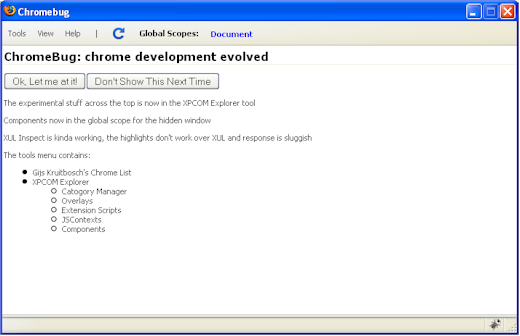 Chromebug
Tools View Help | Global Scopes: Document
ChromeBug: chrome development evolved
Ok, Let me at it! Don't Show This Next Time
The experimental stuff across the top is now in the XPCOM Explorer tool
Components now in the global scope for the hidden window
XUL Inspect is kinda working, the highlights don't work over XUL and response is sluggish
The tools menu contains:
Gijs Kruitbosch's Chrome List
XPCOM Explorer
Catogory Manager
Overlays
Extension Scripts
JSContexts
Components